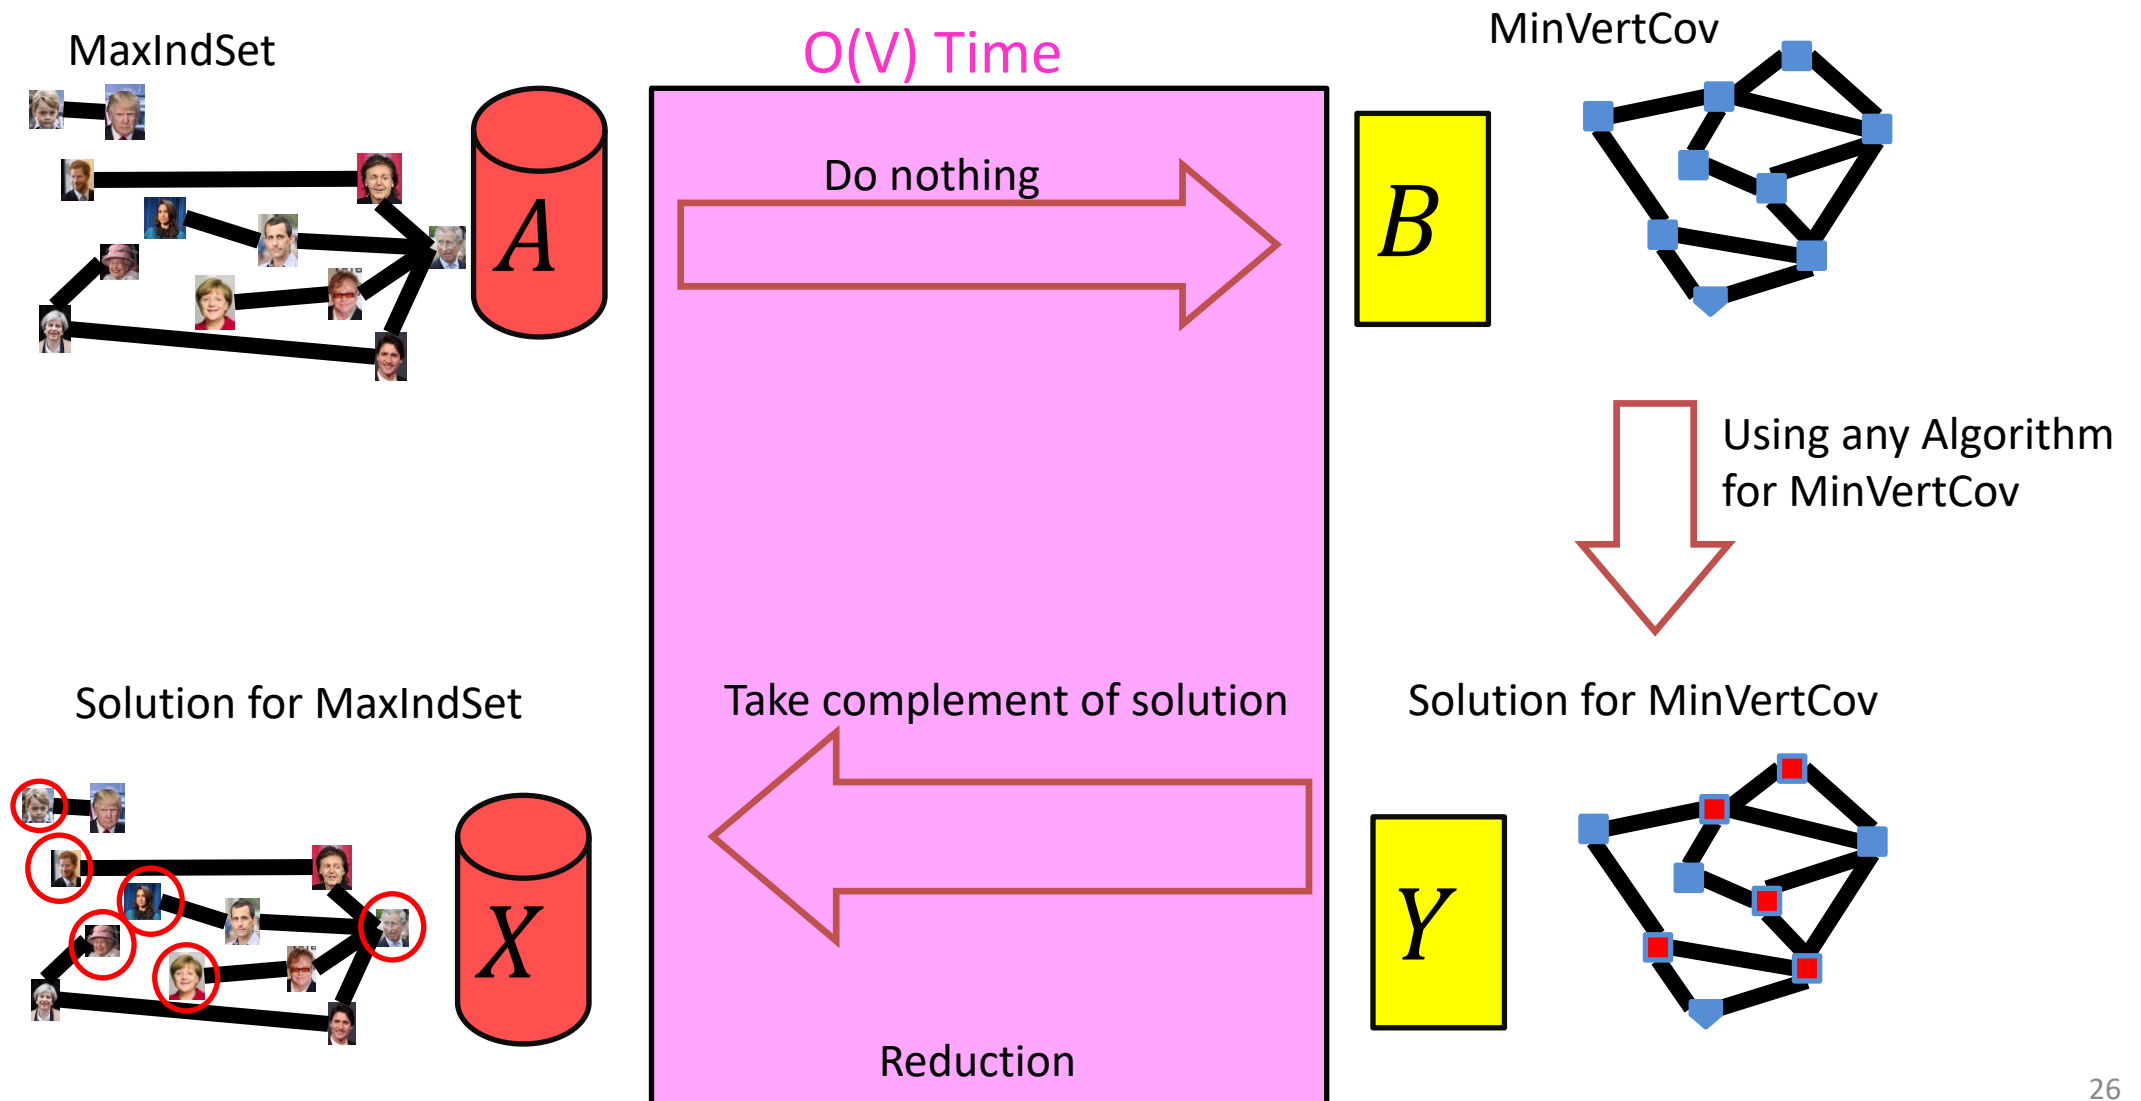 MaxIndSet
O(V) Time
MinVertCov
Do nothing
A
B
Using any Algorithm
for MinVertCov
Solution for MaxIndSet
Take complement of solution
Solution for MinVertCov
X
Y
Reduction
26